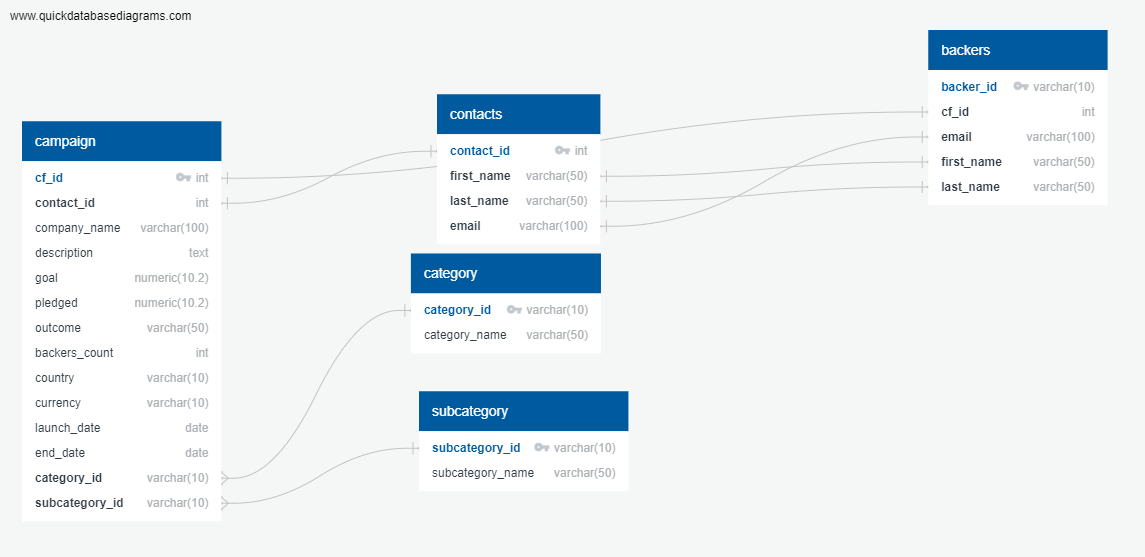 www.quickdatabasediagrams.com
campaign
cf_id int
contact_id int
company_name varchar(100)
description text
goal numeric(10.2)
pledged numeric(10.2)
outcome varchar(50)
backers_count int
country varchar(10)
currency varchar(10)
launch_date date
end_date date
category_id varchar(10)
subcategory_id varchar(10)
contacts
contact_id int
first_name varchar(50)
last_name varchar(50)
email varchar(100)
category
category_id varchar(10)
category_name varchar(50)
subcategory
subcategory_id varchar(10)
subcategory_name varchar(50)
backers
backer_id varchar(10)
cf_id int
email varchar(100)
first_name varchar(50)
last_name varchar(50)